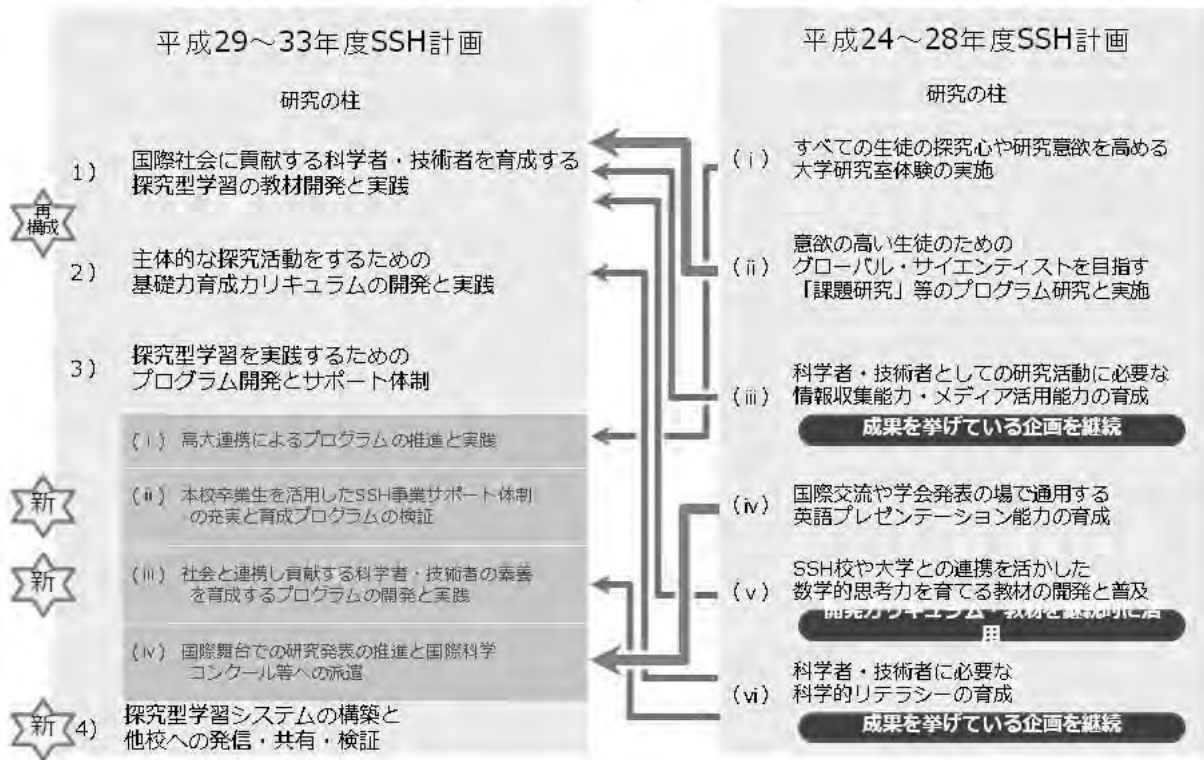 平成29～33年度SSH計画
研究の柱
1)
国際社会に貢献する科学者・技術者を育成する
探究型学習の教材開発と実践
再
構成
2)
主体的な探究活動をするための
基礎力育成カリキュラムの開発と実践
3)
探究型学習を実践するための
プログラム開発とサポート体制
(ⅰ) 高大連携によるプログラムの推進と実践
新
(ⅱ) 本校卒業生を活用したSSH事業サポート体制
の充実と育成プログラムの検証
新
(ⅲ) 社会と連携し貢献する科学者・技術者の素養
を育成するプログラムの開発と実践
(ⅳ) 国際舞台での研究発表の推進と国際科学
コンクール等への派遣
新
4)
探究型学習システムの構築と
他校への発信・共有・検証
平成24～28年度SSH計画
研究の柱
(ⅰ)
すべての生徒の探究心や研究意欲を高める
大学研究室体験の実施
(ⅱ)
意欲の高い生徒のための
グローバル・サイエンティストを目指す
「課題研究」等のプログラム研究と実施
(ⅲ)
科学者・技術者としての研究活動に必要な
情報収集能力・メディア活用能力の育成
成果を挙げている企画を継続
(ⅳ)
国際交流や学会発表の場で通用する
英語プレゼンテーション能力の育成
(ⅴ)
SSH校や大学との連携を活かした
数学的思考力を育てる教材の開発と普及
開発カリキュラム・教材を継続的に活
用
(ⅵ)
科学者・技術者に必要な
科学的リテラシーの育成
成果を挙げている企画を継続